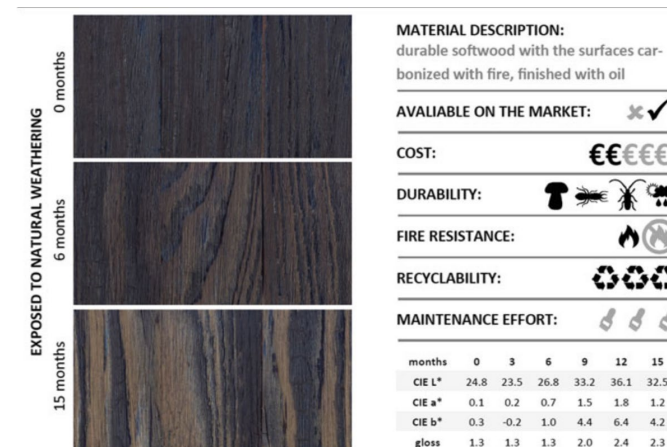 EXPOSED TO NATURAL WEATHERING
0 months
6 months
15 months
MATERIAL DESCRIPTION:
durable softwood with the surfaces car-
bonized with fire, finished with oil
AVALIABLE ON THE MARKET:
COST: €€€€€
DURABILITY:
FIRE RESISTANCE:
RECYCLABILITY:
MAINTENANCE EFFORT:
months 0 3 6 9 12 15
CIE L* 24.8 23.5 26.8 33.2 36.1 32.5
CIE a* 0.1 0.2 0.7 1.5 1.8 1.2
CIE b* 0.3 -0.2 1.0 4.4 6.4 4.2
gloss 1.3 1.3 1.3 2.0 2.4 2.3